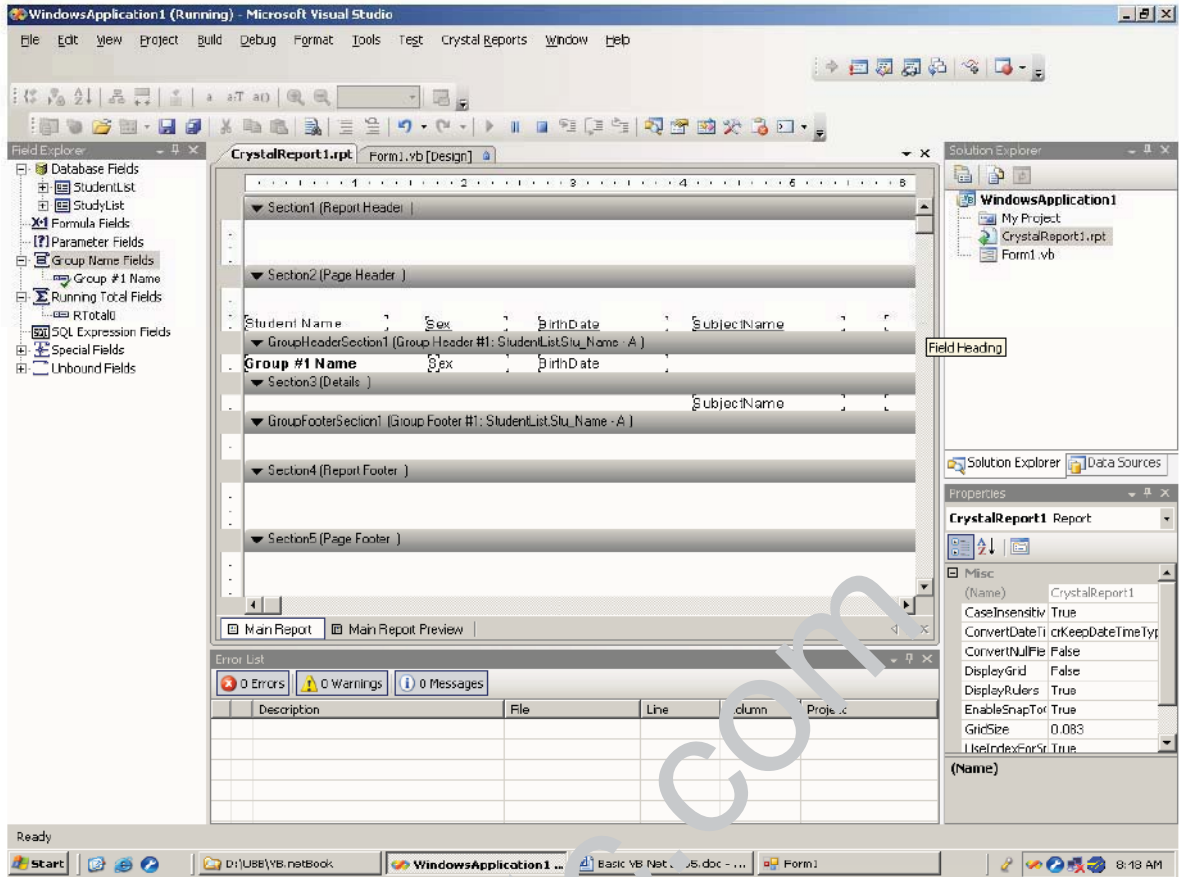 WindowsApplication1 (Running) - Microsoft Visual Studio
File Edit View Project Build Debug Format Tools Test Crystal Reports Window Help
Field Explorer
Database Fields
StudentList
StudyList
Formula Fields
Parameter Fields
Group Name Fields
Group #1 Name
Running Total Fields
RTotal0
SQL Expression Fields
Special Fields
Unbound Fields
CrystalReport1.rpt Form1.vb [Design]
Section1 (Report Header )
Section2 (Page Header )
Student Name Sex BirthDate SubjectName
GroupHeaderSection1 (Group Header #1: StudentList.Stu_Name - A )
Group #1 Name Sex BirthDate
Section3 (Details )
SubjectName
GroupFooterSection1 (Group Footer #1: StudentList.Stu_Name - A )
Section4 (Report Footer )
Section5 (Page Footer )
Main Report Main Report Preview
Field Heading
Error List
0 Errors 0 Warnings 0 Messages
Description File Line Column
Solution Explorer
WindowsApplication1
My Project
CrystalReport1.rpt
Form1.vb
Solution Explorer Data Sources
Properties
CrystalReport1 Report
Misc
(Name) CrystalReport1
CaseInsensitiv True
ConvertDateTi crKeepDateTimeTyp
ConvertNullFie False
DisplayGrid False
DisplayRulers True
EnableSnapTo True
GridSize 0.083
UseIndexForS True
(Name)
Ready
Start D:\UBB\VB.netBook WindowsApplication1 ... Basic VB Net Form1 8:48 AM
com